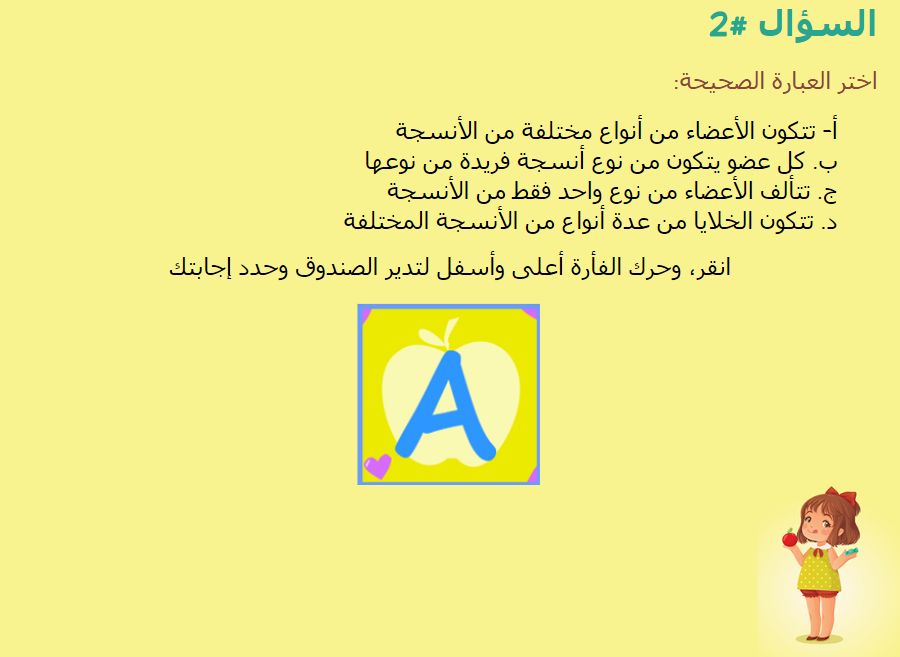 السؤال #2
اختر العبارة الصحيحة:
أ- تتكون الأعضاء من أنواع مختلفة من الأنسجة
ب. كل عضو يتكون من نوع أنسجة فريدة من نوعها
ج. تتألف الأعضاء من نوع واحد فقط من الأنسجة
د. تتكون الخلايا من عدة أنواع من الأنسجة المختلفة
انقر، وحرك الفأرة أعلى وأسفل لتدير الصندوق وحدد إجابتك
A